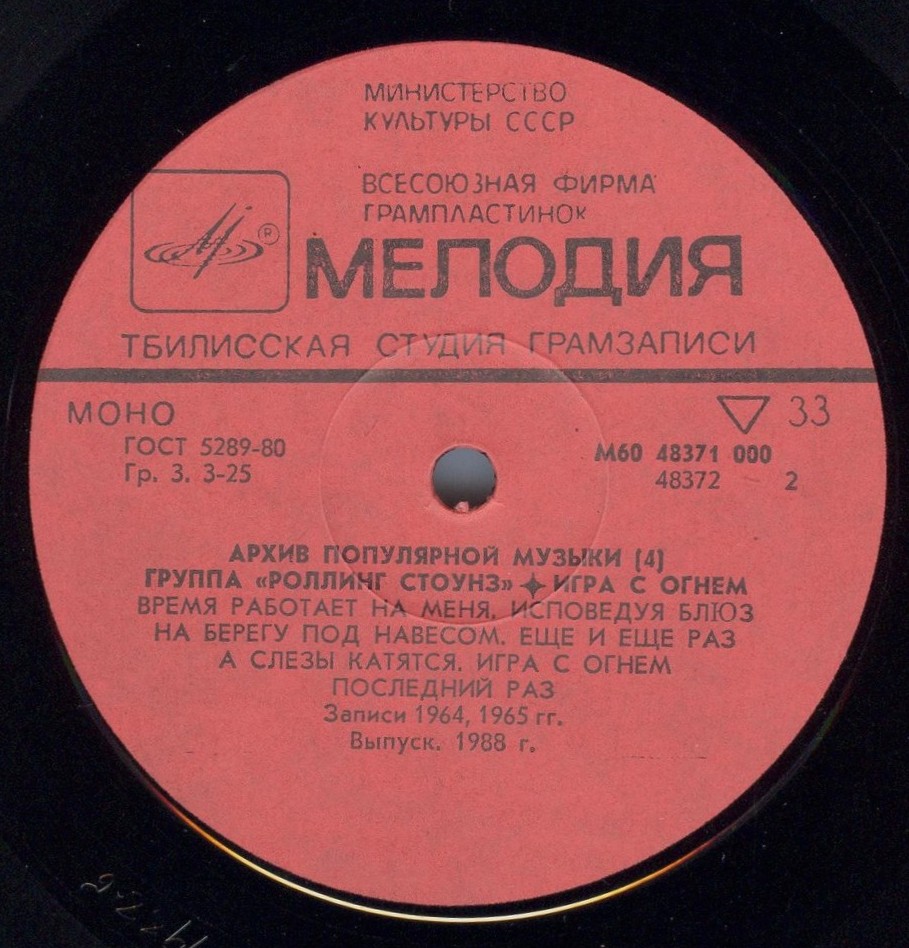 МИНИСТЕРСТВО
КУЛЬТУРЫ СССР
ВСЕСОЮЗНАЯ ФИРМА
ГРАМПЛАСТИНОК
®
МЕЛОДИЯ
ТБИЛИССКАЯ СТУДИЯ ГРАМЗАПИСИ
МОНО
33
ГОСТ 5289-80
М60 48371 000
Гр. 3. 3-25
48372 2
АРХИВ ПОПУЛЯРНОЙ МУЗЫКИ (4)
ГРУППА «РОЛЛИНГ СТОУНЗ» ✦ ИГРА С ОГНЕМ
ВРЕМЯ РАБОТАЕТ НА МЕНЯ, ИСПОВЕДУЯ БЛЮЗ
НА БЕРЕГУ ПОД НАВЕСОМ. ЕЩЕ И ЕЩЕ РАЗ
А СЛЕЗЫ КАТЯТСЯ. ИГРА С ОГНЕМ
ПОСЛЕДНИЙ РАЗ
Записи 1964, 1965 гг.
Выпуск. 1988 г.